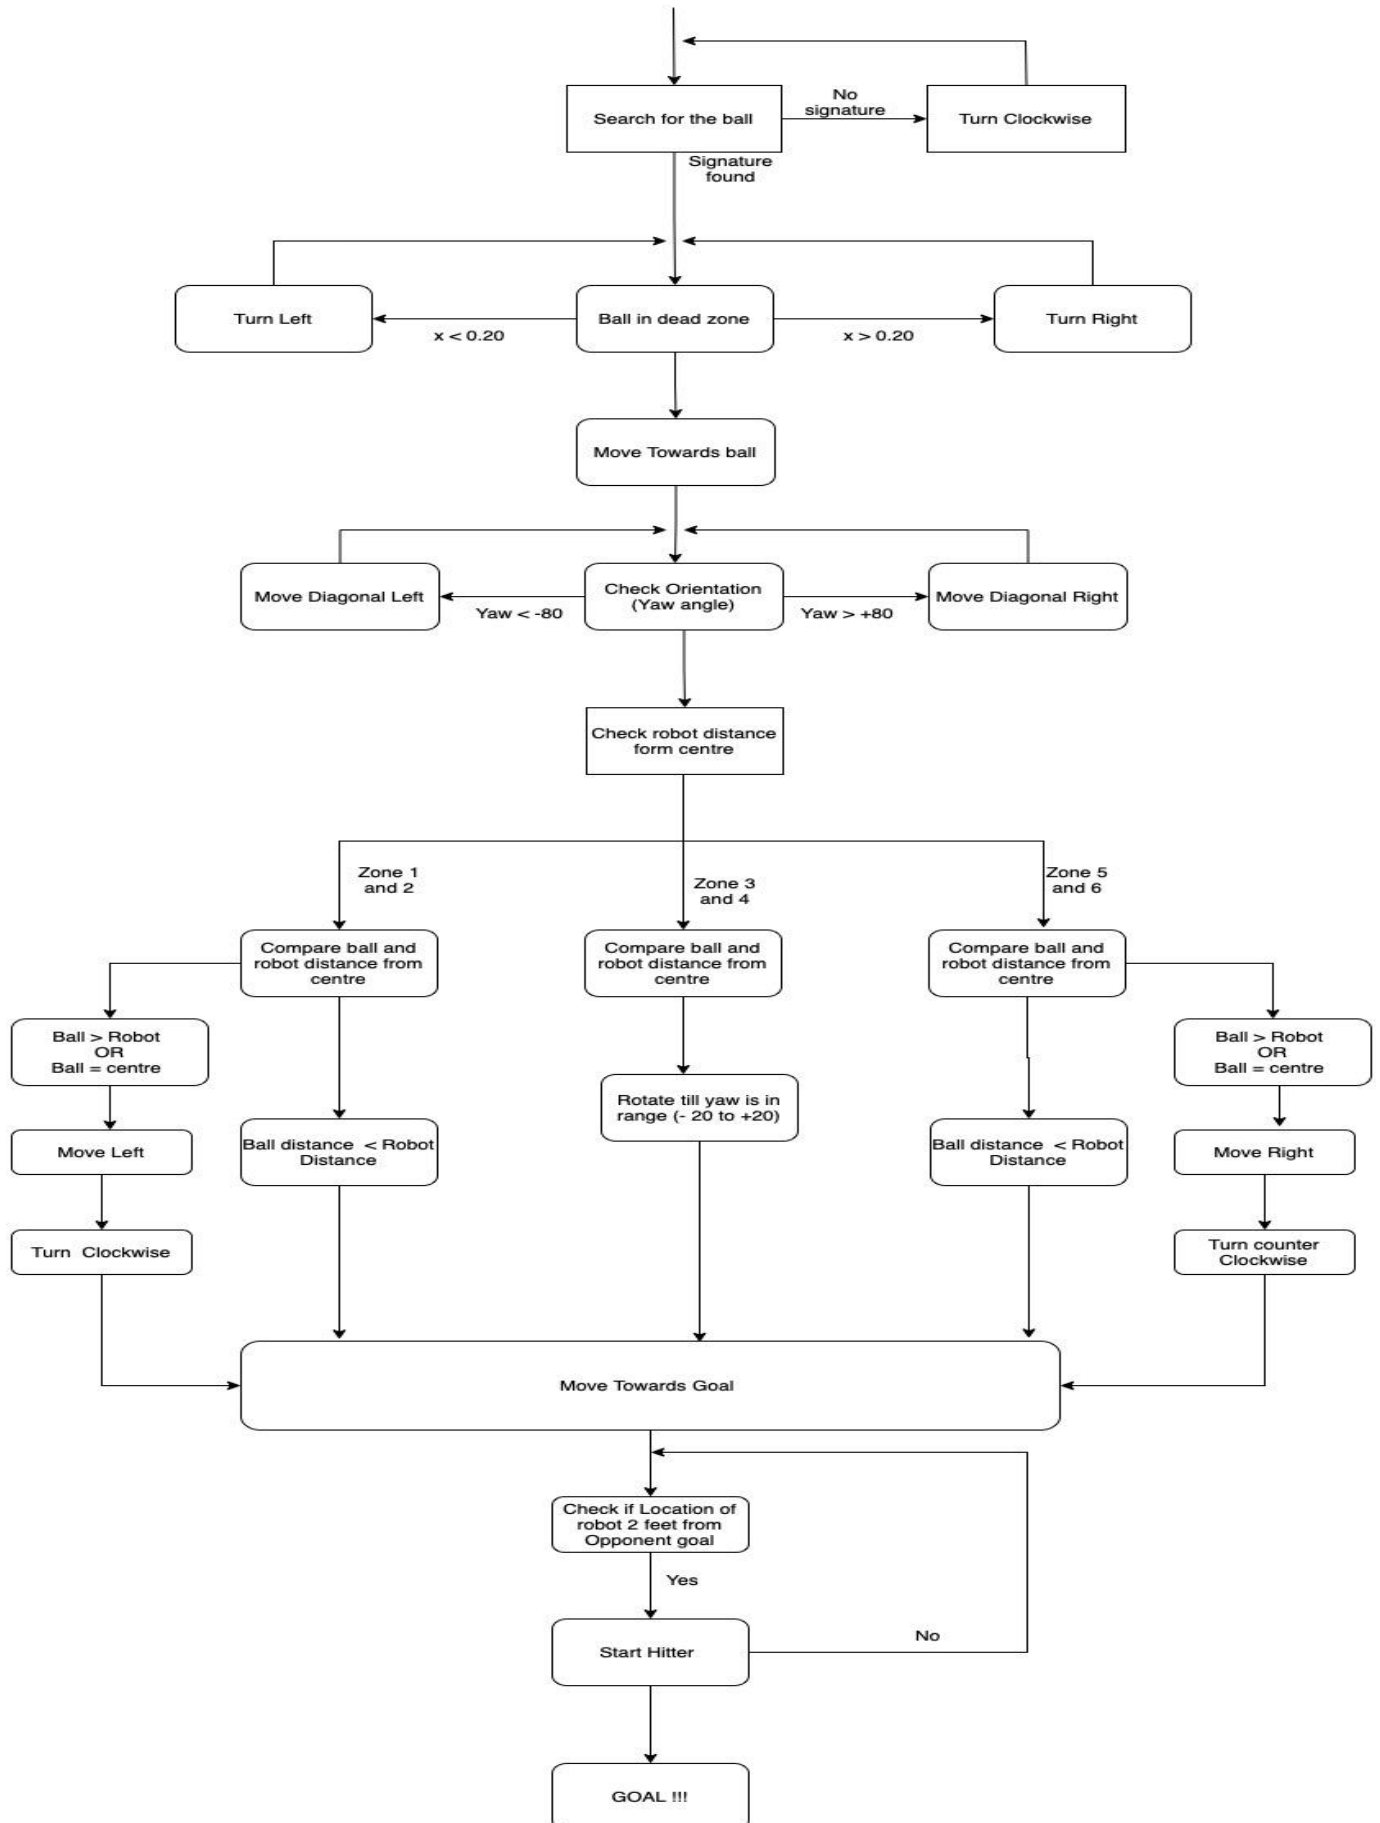 No
signature
Search for the ball
Turn Clockwise
Signature
found
Turn Left
Ball in dead zone
Turn Right
x < 0.20
x > 0.20
Move Towards ball
Move Diagonal Left
Check Orientation
(Yaw angle)
Move Diagonal Right
Yaw < -80
Yaw > +80
Check robot distance
form centre
Zone 1
and 2
Zone 3
and 4
Zone 5
and 6
Compare ball and
robot distance from
centre
Compare ball and
robot distance from
centre
Compare ball and
robot distance from
centre
Ball > Robot
OR
Ball = centre
Ball > Robot
OR
Ball = centre
Rotate till yaw is in
range (- 20 to +20)
Move Left
Ball distance < Robot
Distance
Ball distance < Robot
Distance
Move Right
Turn Clockwise
Turn counter
Clockwise
Move Towards Goal
Check if Location of
robot 2 feet from
Opponent goal
Yes
Start Hitter
No
GOAL !!!